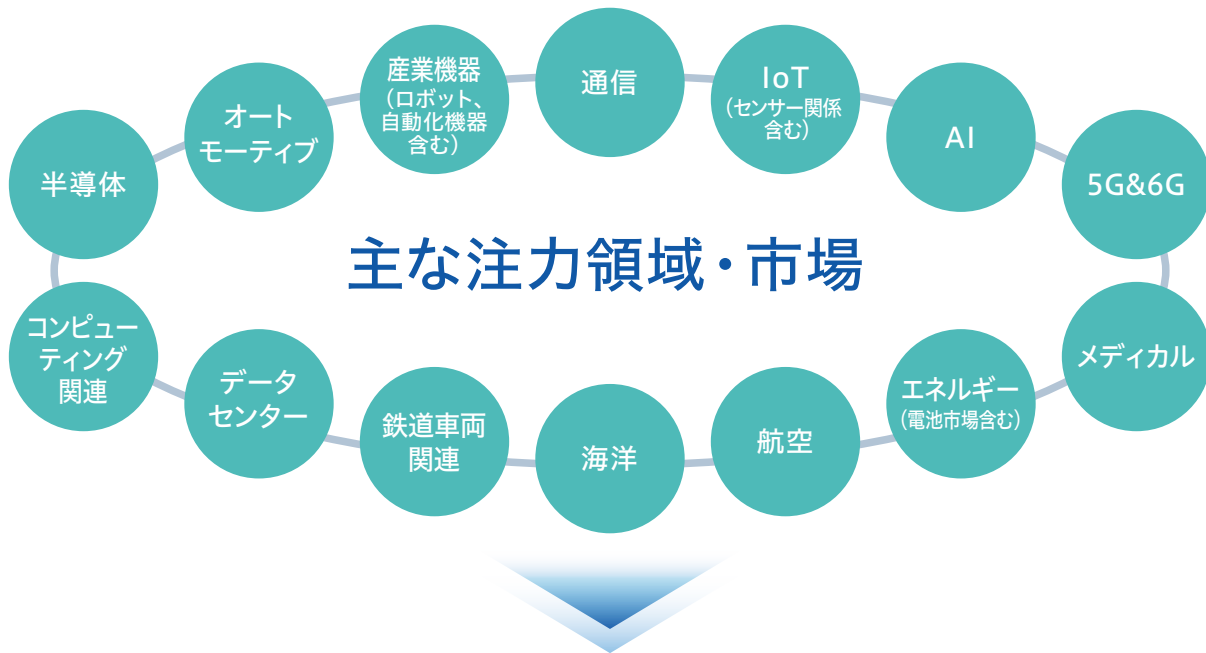 通信
産業機器
（ロボット、
自動化機器
含む）
IoT
（センサー関係
含む）
オート
モーティブ
AI
半導体
5G&6G
主な注力領域・市場
コンピュー
ティング
関連
データ
センター
鉄道車両
関連
海洋
航空
エネルギー
（電池市場含む）
メディカル